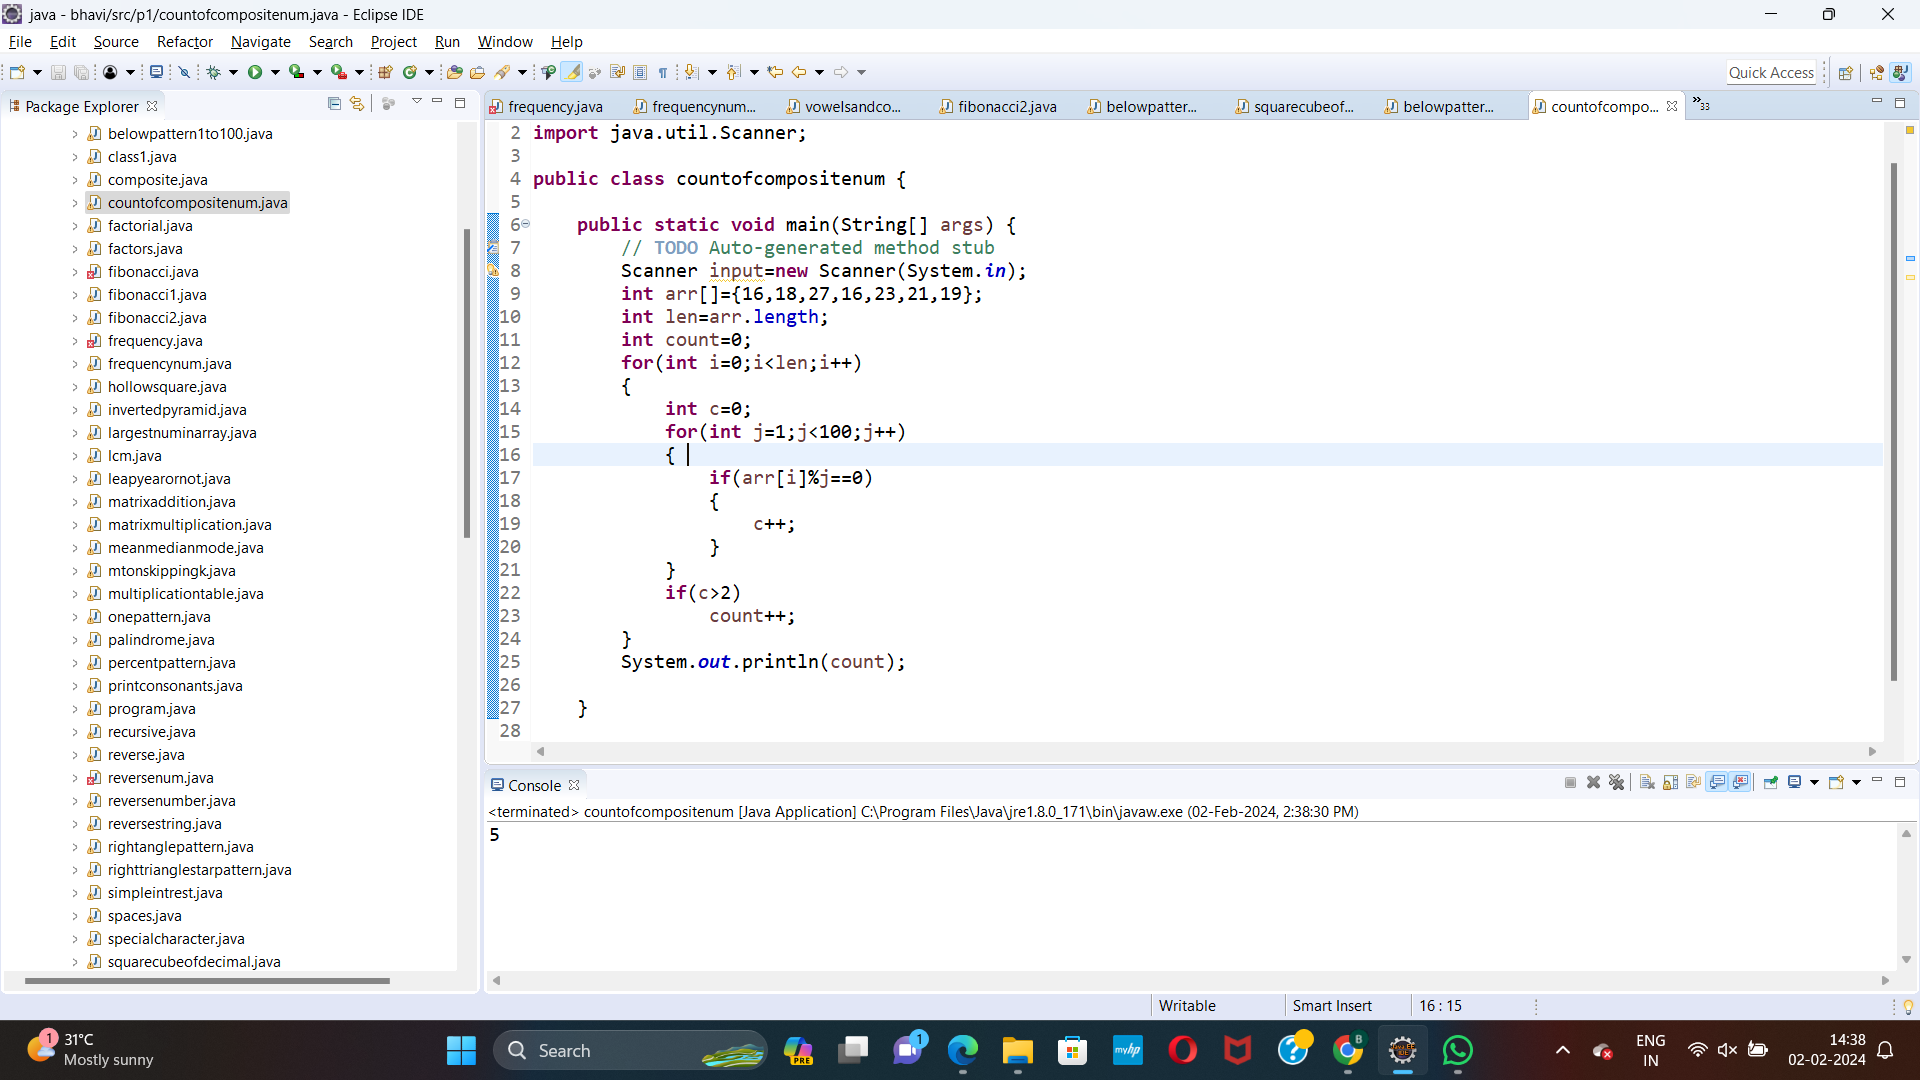 java - bhavi/src/p1/countofcompositenum.java - Eclipse IDE
File Edit Source Refactor Navigate Search Project Run Window Help
Quick Access
Package Explorer
belowpattern1to100.java
class1.java
composite.java
countofcompositenum.java
factorial.java
factors.java
fibonacci.java
fibonacci1.java
fibonacci2.java
frequency.java
frequencynum.java
hollowsquare.java
invertedpyramid.java
largestnuminarray.java
lcm.java
leapyearornot.java
matrixaddition.java
matrixmultiplication.java
meanmedianmode.java
mtonskippingk.java
multiplicationtable.java
onepattern.java
palindrome.java
percentpattern.java
printconsonants.java
program.java
recursive.java
reverse.java
reversenum.java
reversenumber.java
reversestring.java
rightanglepattern.java
righttrianglestarpattern.java
simpleintrest.java
spaces.java
specialcharacter.java
squarecubeofdecimal.java
frequency.java frequencynum... vowelsandco... fibonacci2.java belowpatter... squarecubeof... belowpatter... countofcompo... »33
2 import java.util.Scanner;
3
4 public class countofcompositenum {
5
6 public static void main(String[] args) {
7 // TODO Auto-generated method stub
8 Scanner input=new Scanner(System.in);
9 int arr[]={16,18,27,16,23,21,19};
10 int len=arr.length;
11 int count=0;
12 for(int i=0;i<len;i++)
13 {
14 int c=0;
15 for(int j=1;j<100;j++)
16 {
17 if(arr[i]%j==0)
18 {
19 c++;
20 }
21 }
22 if(c>2)
23 count++;
24 }
25 System.out.println(count);
26
27 }
28
Console
<terminated> countofcompositenum [Java Application] C:\Program Files\Java\jre1.8.0_171\bin\javaw.exe (02-Feb-2024, 2:38:30 PM)
5
Writable Smart Insert 16 : 15
1
31°C
Mostly sunny
Search
PRE
1
myhp
B
ENG
IN
14:38
02-02-2024